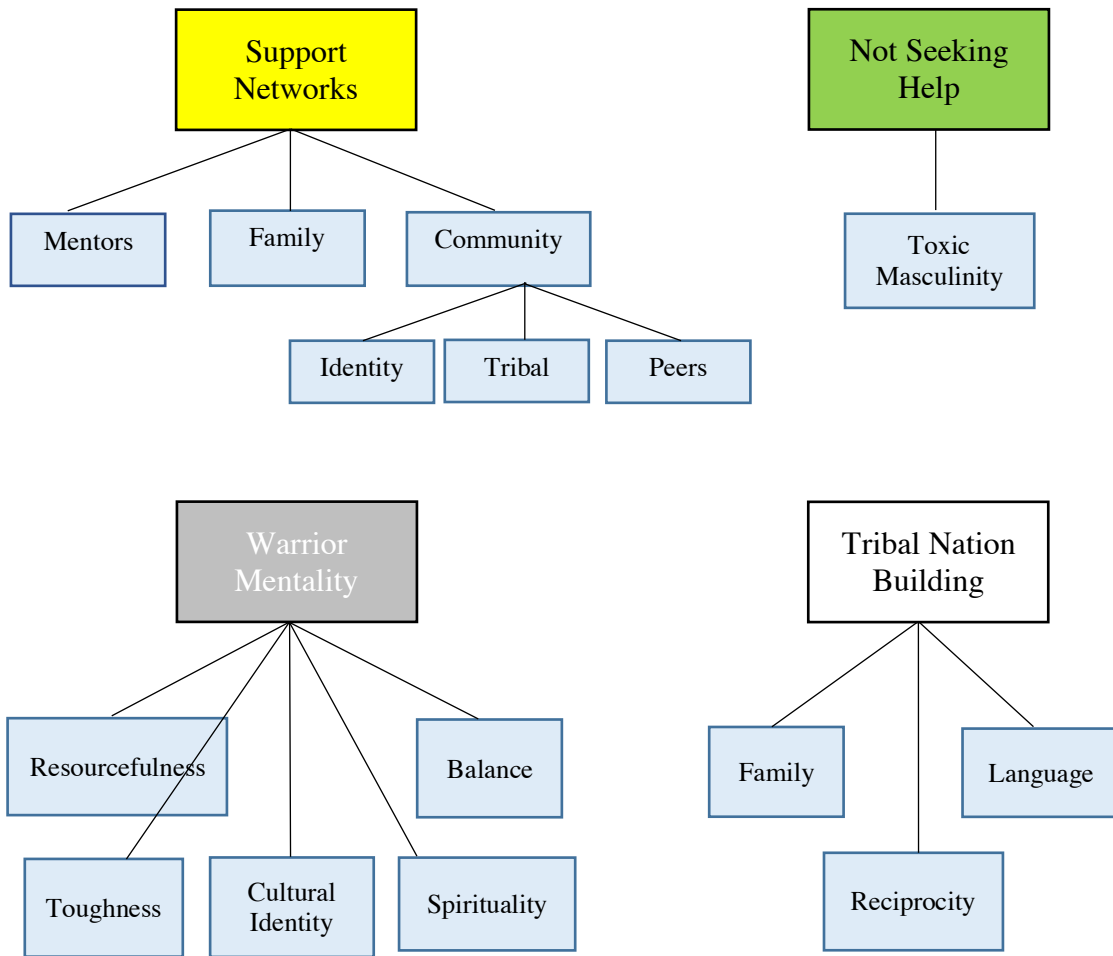 Support
Networks
Not Seeking
Help
Mentors
Family
Community
Toxic
Masculinity
Identity
Tribal
Peers
Warrior
Mentality
Tribal Nation
Building
Resourcefulness
Balance
Family
Language
Toughness
Cultural
Identity
Spirituality
Reciprocity